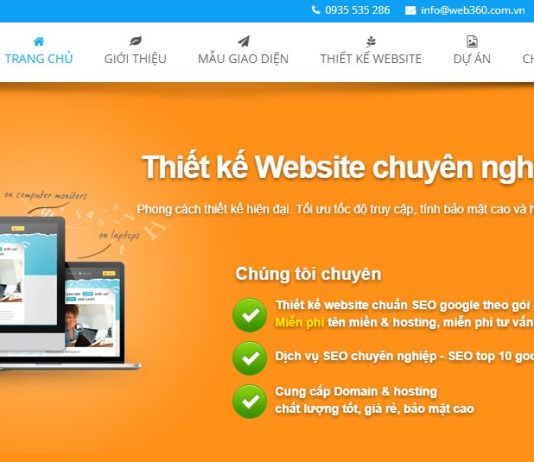 0935 535 286 info@web360.com.vn
TRANG CHỦ GIỚI THIỆU MẪU GIAO DIỆN THIẾT KẾ WEBSITE DỰ ÁN CH
Thiết kế Website chuyên ngh
Phong cách thiết kế hiện đại. Tối ưu tốc độ truy cập, tính bảo mật cao và h
on computer monitors
on laptops
Chúng tôi chuyên
Thiết kế website chuẩn SEO google theo gói
Miễn phí tên miền & hosting, miễn phí tư vấn
Dịch vụ SEO chuyên nghiệp - SEO top 10 goo
Cung cấp Domain & hosting
chất lượng tốt, giá rẻ, bảo mật cao